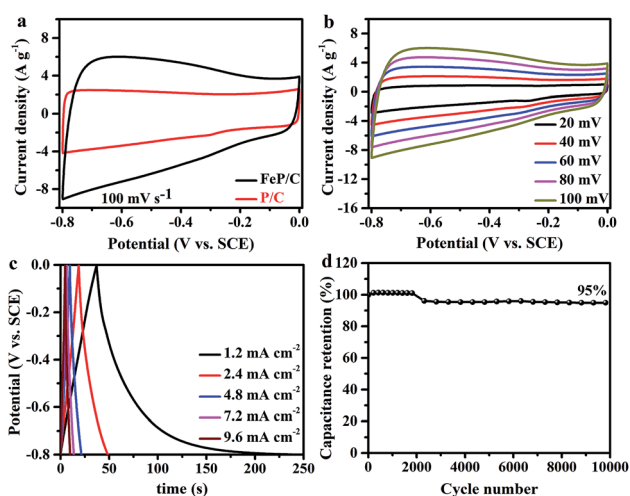 a
Current density (A g⁻¹)
8
4
0
-4
-8
-0.8 -0.6 -0.4 -0.2 0.0
Potential (V vs. SCE)
FeP/C
P/C
100 mV s⁻¹
b
Current density (A g⁻¹)
12
8
4
0
-4
-8
-12
-16
-0.8 -0.6 -0.4 -0.2 0.0
Potential (V vs. SCE)
20 mV
40 mV
60 mV
80 mV
100 mV
c
Potential (V vs. SCE)
0.0
-0.2
-0.4
-0.6
-0.8
0 50 100 150 200 250
time (s)
1.2 mA cm⁻²
2.4 mA cm⁻²
4.8 mA cm⁻²
7.2 mA cm⁻²
9.6 mA cm⁻²
d
Capacitance retention (%)
120
100
80
60
40
20
0
0 2000 4000 6000 8000 10000
Cycle number
95%